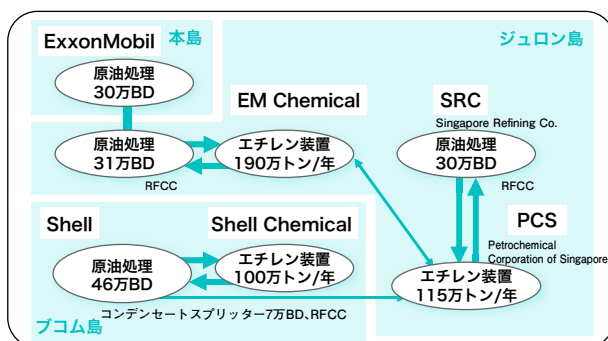 ExxonMobil
本島
原油処理
30万BD
ジュロン島
EM Chemical
原油処理
31万BD
エチレン装置
190万トン/年
RFCC
SRC
Singapore Refining Co.
原油処理
30万BD
RFCC
PCS
Petrochemical
Corporation of Singapore
エチレン装置
115万トン/年
Shell
Shell Chemical
原油処理
46万BD
エチレン装置
100万トン/年
コンデンセートスプリッター7万BD、RFCC
ブコム島